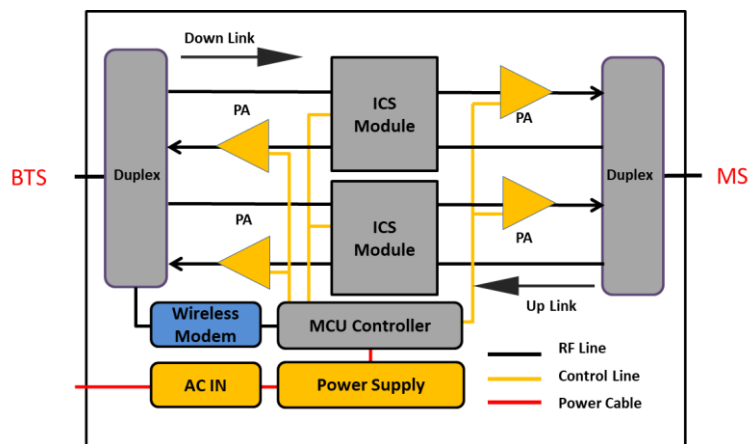 Down Link
ICS
Module
PA
PA
BTS
Duplex
Duplex
MS
ICS
Module
PA
PA
Up Link
Wireless
Modem
MCU Controller
AC IN
Power Supply
RF Line
Control Line
Power Cable